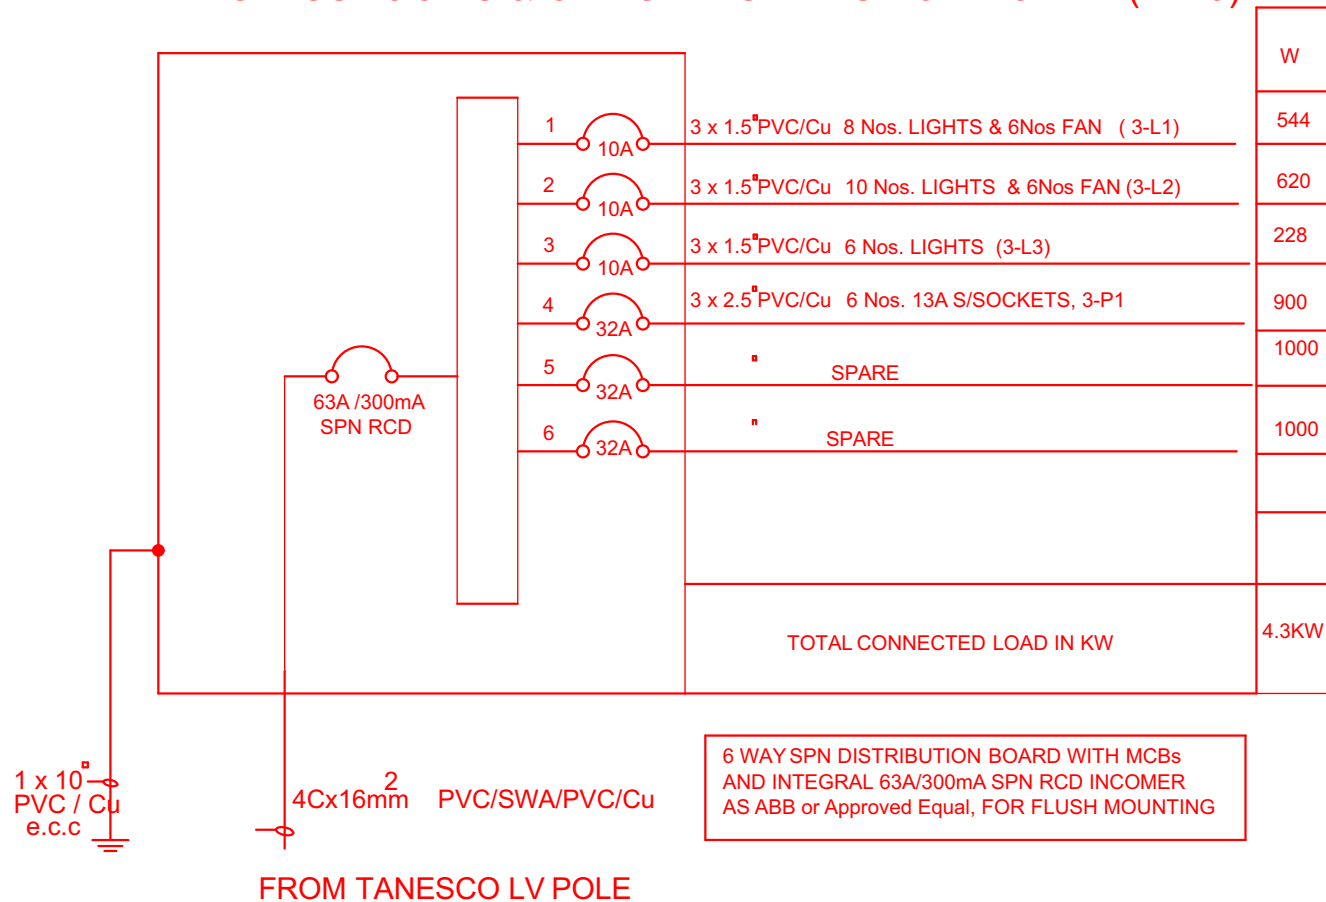 W
1
10A
3 x 1.5 PVC/Cu 8 Nos. LIGHTS & 6Nos FAN ( 3-L1)
544
2
10A
3 x 1.5 PVC/Cu 10 Nos. LIGHTS & 6Nos FAN (3-L2)
620
3
10A
3 x 1.5 PVC/Cu 6 Nos. LIGHTS (3-L3)
228
4
32A
3 x 2.5 PVC/Cu 6 Nos. 13A S/SOCKETS, 3-P1
900
5
32A
SPARE
1000
6
32A
SPARE
1000
63A /300mA
SPN RCD
TOTAL CONNECTED LOAD IN KW
4.3KW
1 x 10
PVC / Cu
e.c.c
4Cx16mm 2 PVC/SWA/PVC/Cu
6 WAY SPN DISTRIBUTION BOARD WITH MCBs
AND INTEGRAL 63A/300mA SPN RCD INCOMER
AS ABB or Approved Equal, FOR FLUSH MOUNTING
FROM TANESCO LV POLE